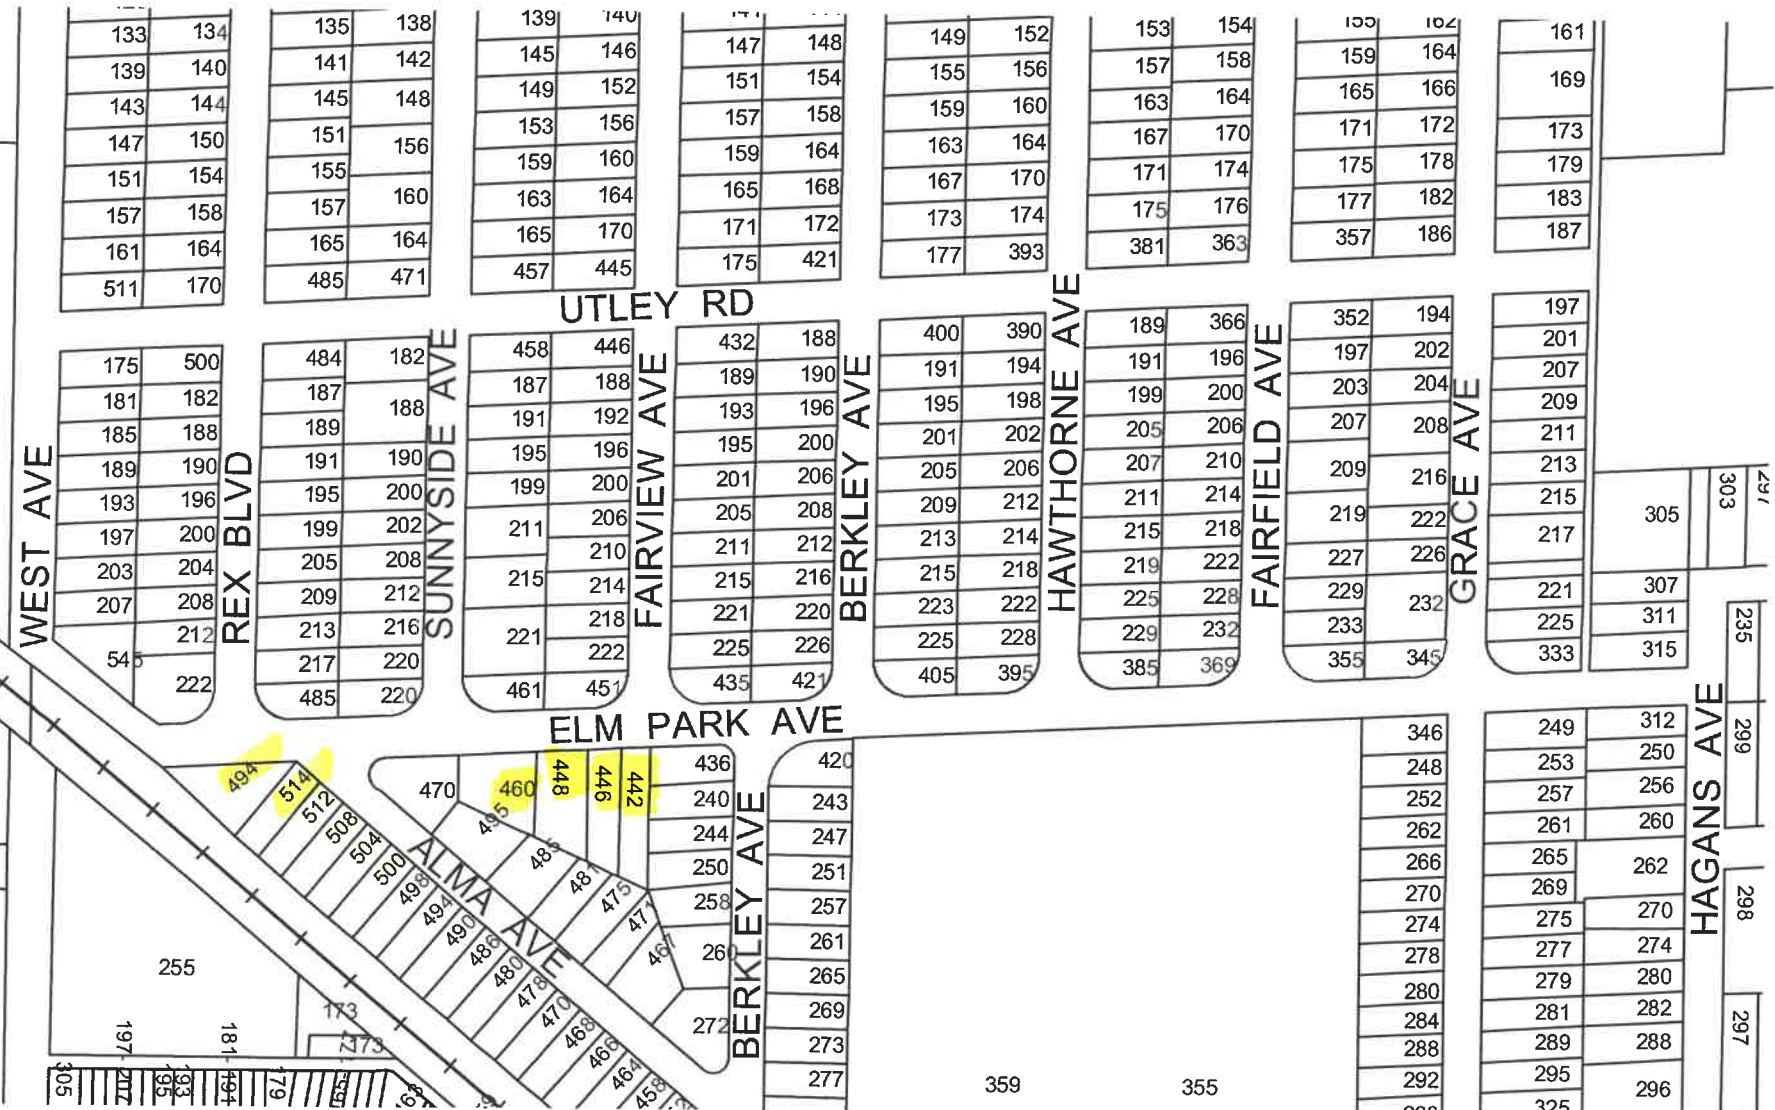 133 134 135 138 139 140 147 148 149 152 153 154 155 162 161
139 140 141 142 145 146 151 154 155 156 157 158 159 164 169
143 144 145 148 149 152 157 158 159 160 163 164 165 166
147 150 151 156 153 156 159 164 163 164 167 170 171 172 173
151 154 155 160 159 160 165 168 167 170 171 174 175 178 179
157 158 157 163 164 171 172 173 174 175 176 177 182 183
161 164 165 164 165 170 175 421 177 393 381 363 357 186 187
511 170 485 471 457 445
UTLEY RD
175 500 484 182 458 446 432 188 400 390 189 366 352 194 197
181 182 187 188 187 188 189 190 191 194 191 196 197 202 201
185 188 189 191 192 193 196 195 198 199 200 203 204 207
189 190 191 190 195 196 195 200 201 202 205 206 207 208 209
193 196 195 200 199 200 201 206 205 206 207 210 209 216 211
197 200 199 202 211 206 205 208 209 212 211 214 219 222 213
203 204 205 208 215 210 211 212 213 214 215 218 227 226 215
207 208 209 212 221 214 215 216 215 218 219 222 229 232 217
545 212 213 216 218 221 220 223 222 225 228 233 221
222 217 220 222 225 226 225 228 229 232 355 345 225
485 220 461 451 435 421 405 395 385 369 333
305 303 297
307
311
315
235
299
298
297
WEST AVE
REX BLVD
SUNNYSIDE AVE
FAIRVIEW AVE
BERKLEY AVE
HAWTHORNE AVE
FAIRFIELD AVE
GRACE AVE
HAGANS AVE
ELM PARK AVE
494 514 512 508 504 500 498 494 490 486 480 478 470 468 466 464 458
470 460 448 446 442 436
495 485 481 475 471 467
ALMA AVE
240
244
250
258
260
272
BERKLEY AVE
420
243
247
251
257
261
265
269
273
277
346
248
252
262
266
270
274
278
280
284
288
292
249 312
253 250
257 256
261 260
265 262
269
275 270
277 274
279 280
281 282
289 288
295 296
325
359 355
255
173
173
197 181
305 207 195 193 191 179